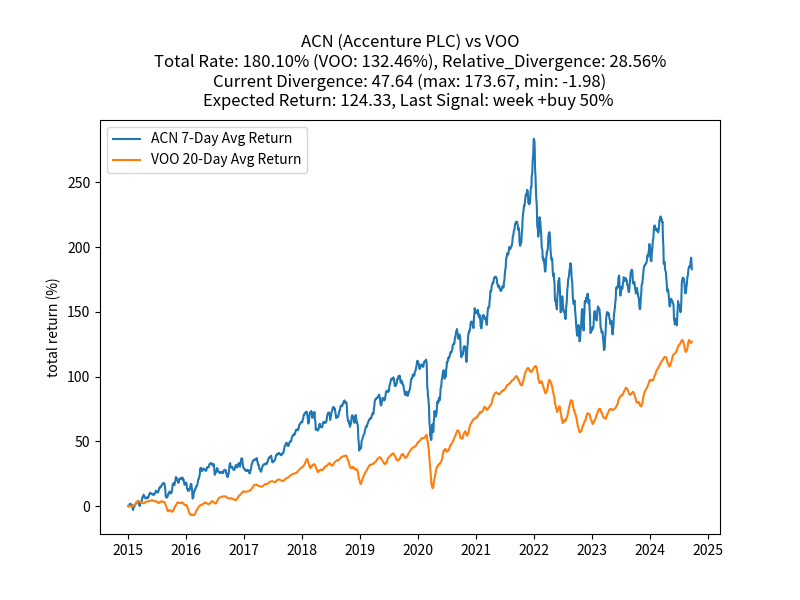 ACN (Accenture PLC) vs VOO
Total Rate: 180.10% (VOO: 132.46%), Relative_Divergence: 28.56%
Current Divergence: 47.64 (max: 173.67, min: -1.98)
Expected Return: 124.33, Last Signal: week +buy 50%
ACN 7-Day Avg Return
VOO 20-Day Avg Return
total return (%)
250
200
150
100
50
0
2015 2016 2017 2018 2019 2020 2021 2022 2023 2024 2025